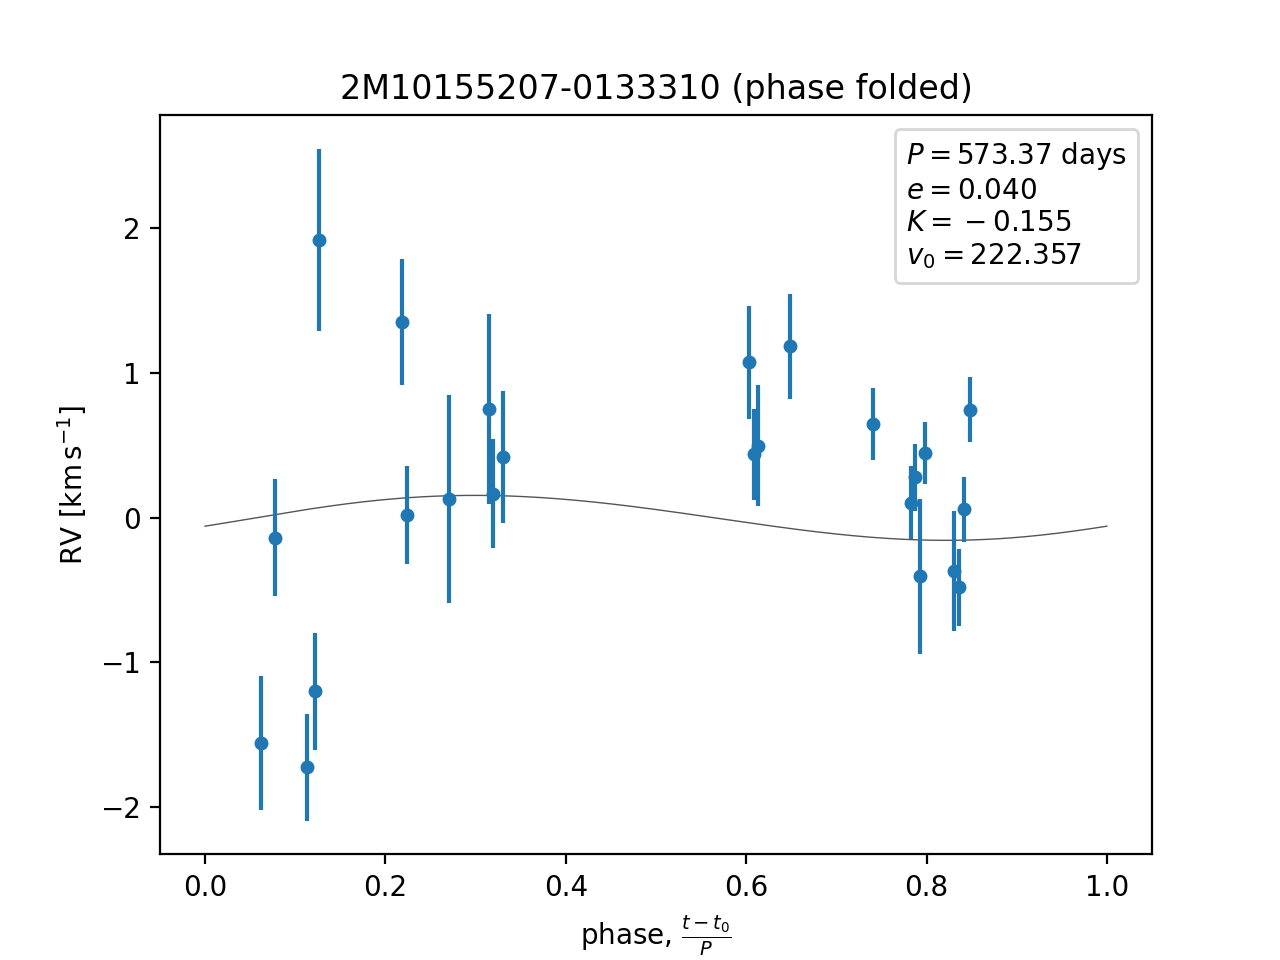 2M10155207-0133310 (phase folded)
P = 573.37 days
e = 0.040
K = −0.155
v₀ = 222.357
RV [km s⁻¹]
2
1
0
−1
−2
0.0 0.2 0.4 0.6 0.8 1.0
phase, (t − t₀)/P